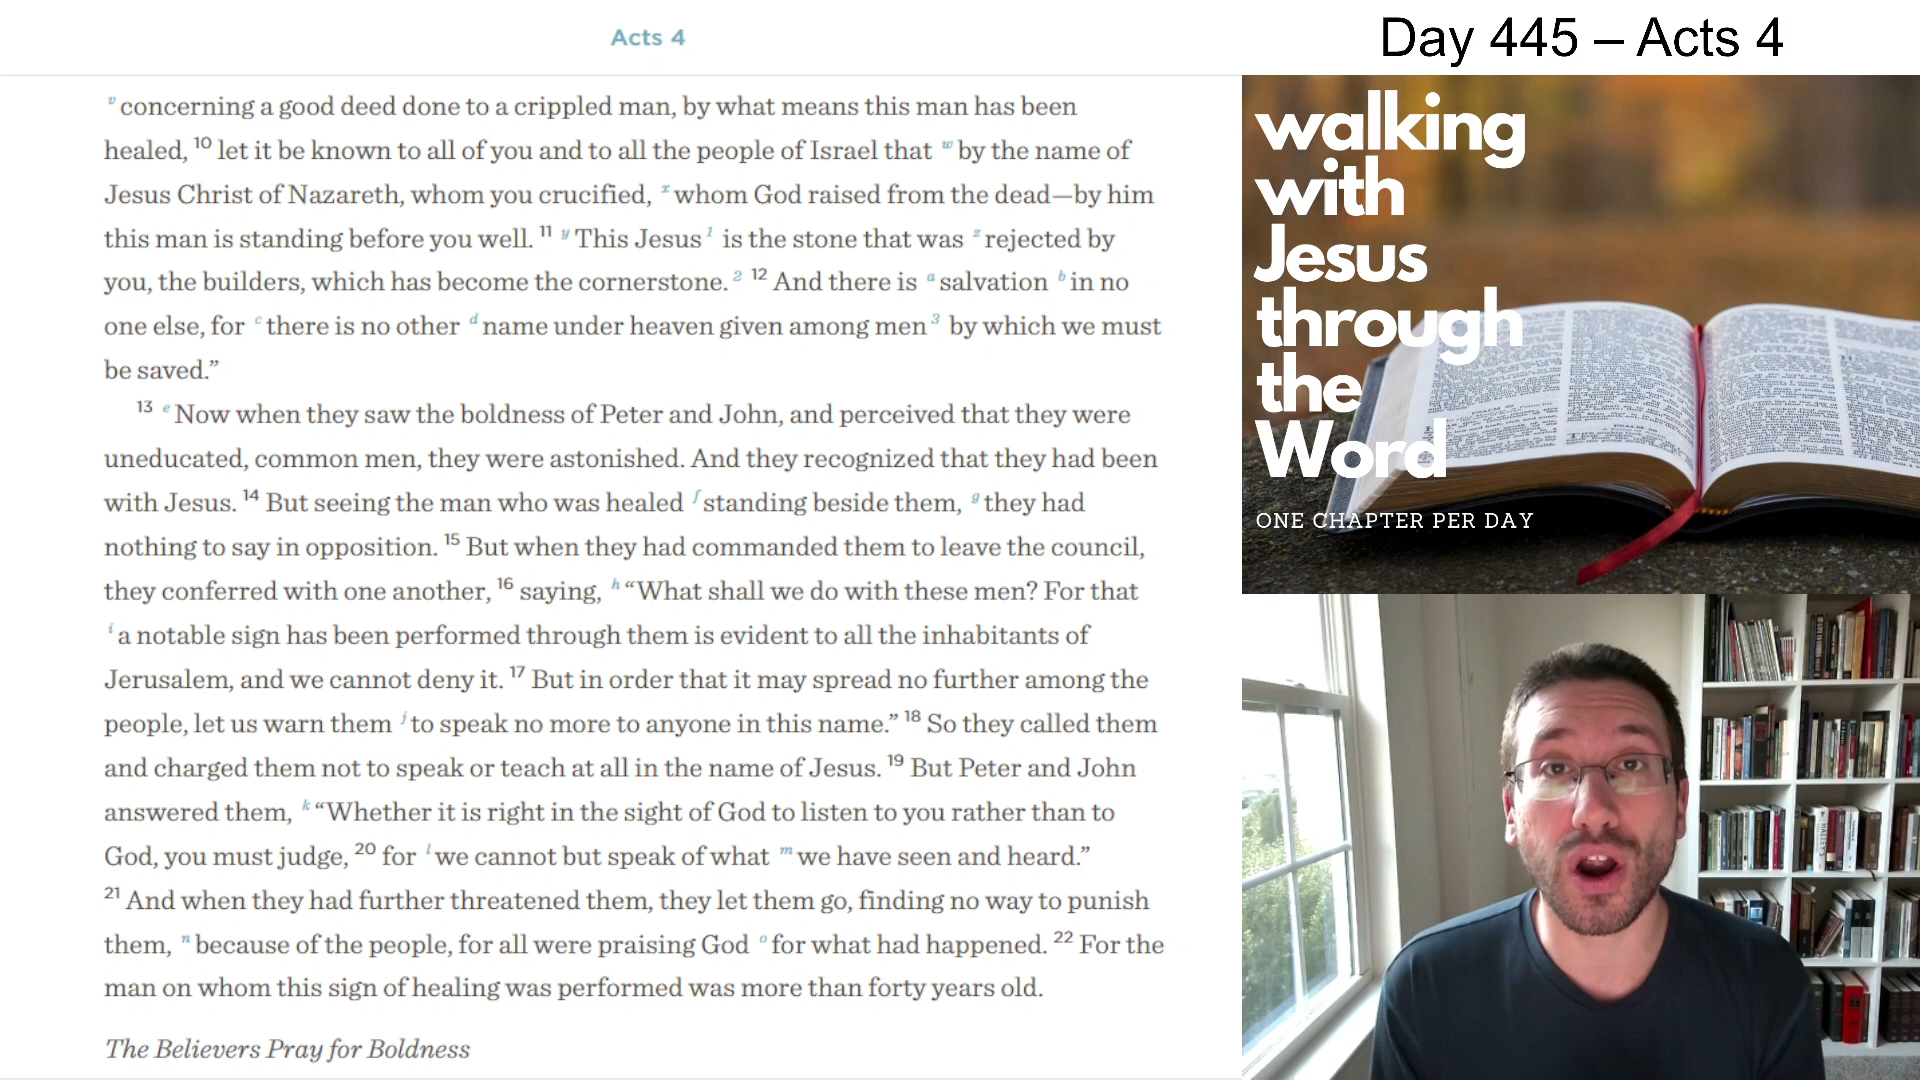 Acts 4
Day 445 – Acts 4
v concerning a good deed done to a crippled man, by what means this man has been
healed, 10 let it be known to all of you and to all the people of Israel that w by the name of
Jesus Christ of Nazareth, whom you crucified, x whom God raised from the dead—by him
this man is standing before you well. 11 y This Jesus 1 is the stone that was z rejected by
you, the builders, which has become the cornerstone. 2 12 And there is a salvation b in no
one else, for c there is no other d name under heaven given among men 3 by which we must
be saved.”
13 e Now when they saw the boldness of Peter and John, and perceived that they were
uneducated, common men, they were astonished. And they recognized that they had been
with Jesus. 14 But seeing the man who was healed f standing beside them, g they had
nothing to say in opposition. 15 But when they had commanded them to leave the council,
they conferred with one another, 16 saying, h “What shall we do with these men? For that
i a notable sign has been performed through them is evident to all the inhabitants of
Jerusalem, and we cannot deny it. 17 But in order that it may spread no further among the
people, let us warn them j to speak no more to anyone in this name.” 18 So they called them
and charged them not to speak or teach at all in the name of Jesus. 19 But Peter and John
answered them, k “Whether it is right in the sight of God to listen to you rather than to
God, you must judge, 20 for l we cannot but speak of what m we have seen and heard.”
21 And when they had further threatened them, they let them go, finding no way to punish
them, n because of the people, for all were praising God o for what had happened. 22 For the
man on whom this sign of healing was performed was more than forty years old.
The Believers Pray for Boldness
walking
with
Jesus
through
the
Word
ONE CHAPTER PER DAY